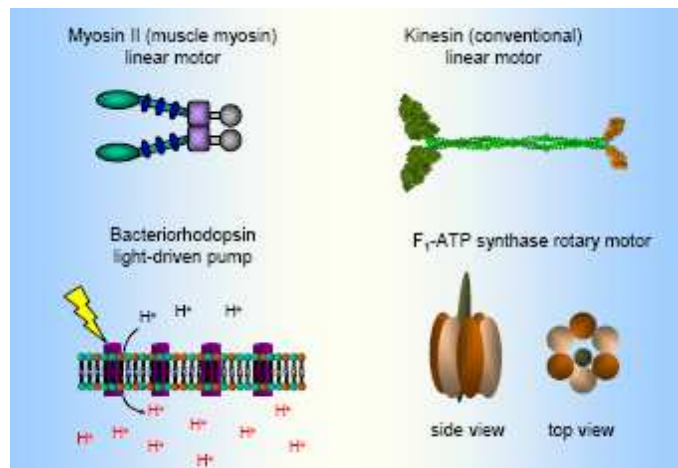 Myosin II (muscle myosin)
linear motor
Kinesin (conventional)
linear motor
Bacteriorhodopsin
light-driven pump
F₁-ATP synthase rotary motor
H⁺ H⁺ H⁺
H⁺ H⁺
H⁺ H⁺ H⁺
H⁺ H⁺
H⁺
side view
top view